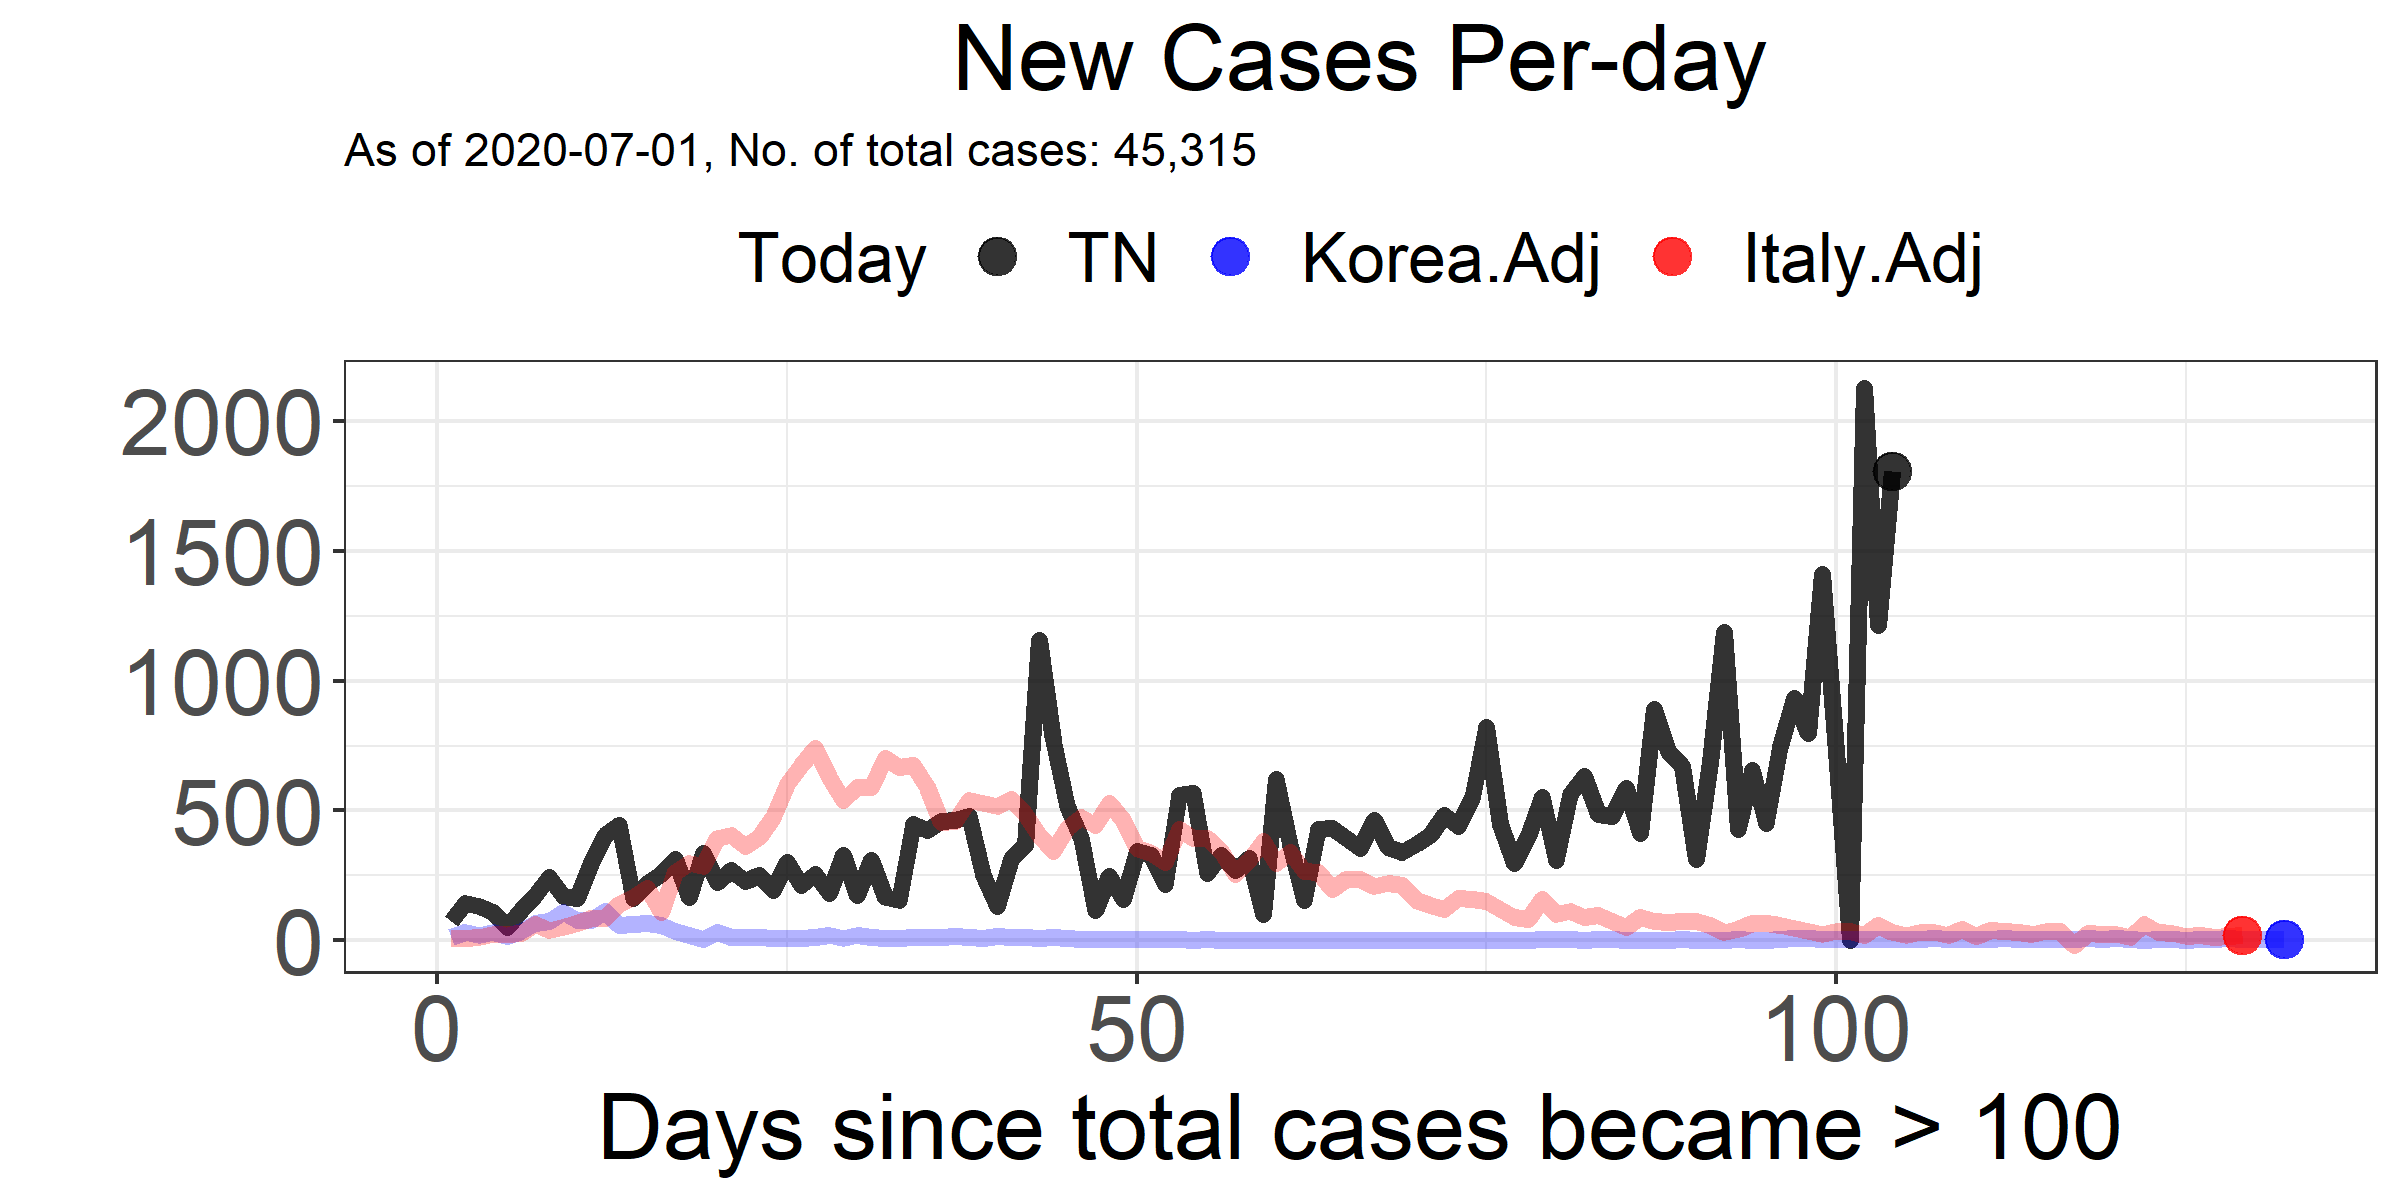 New Cases Per-day
As of 2020-07-01, No. of total cases: 45,315
Today TN Korea.Adj Italy.Adj
2000
1500
1000
500
0
0 50 100
Days since total cases became > 100